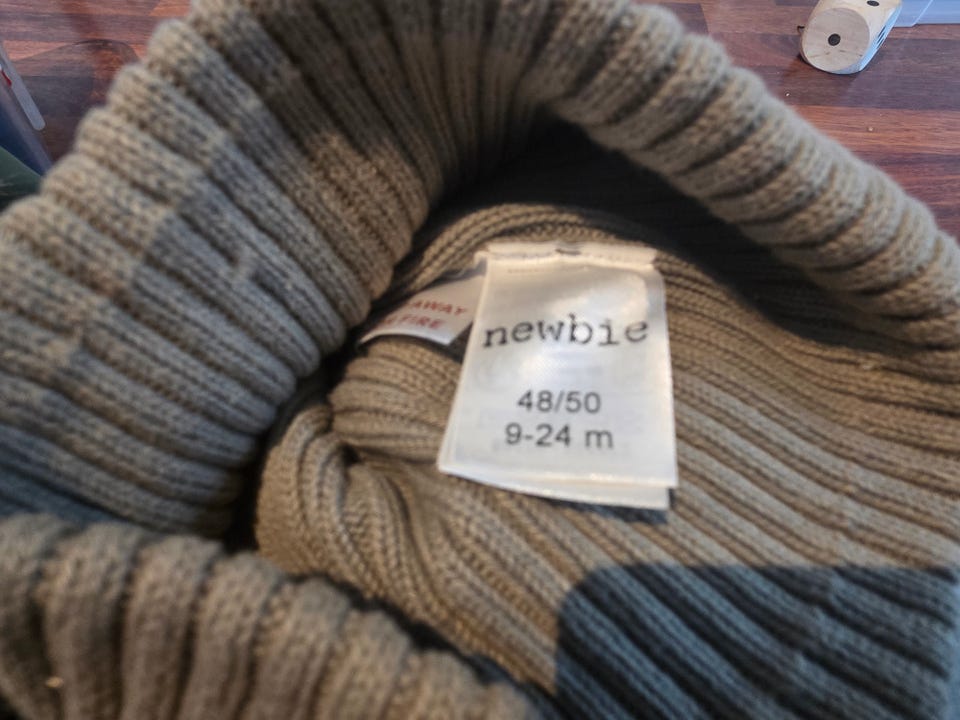 AWAY
FIRE
newbie
48/50
9-24 m